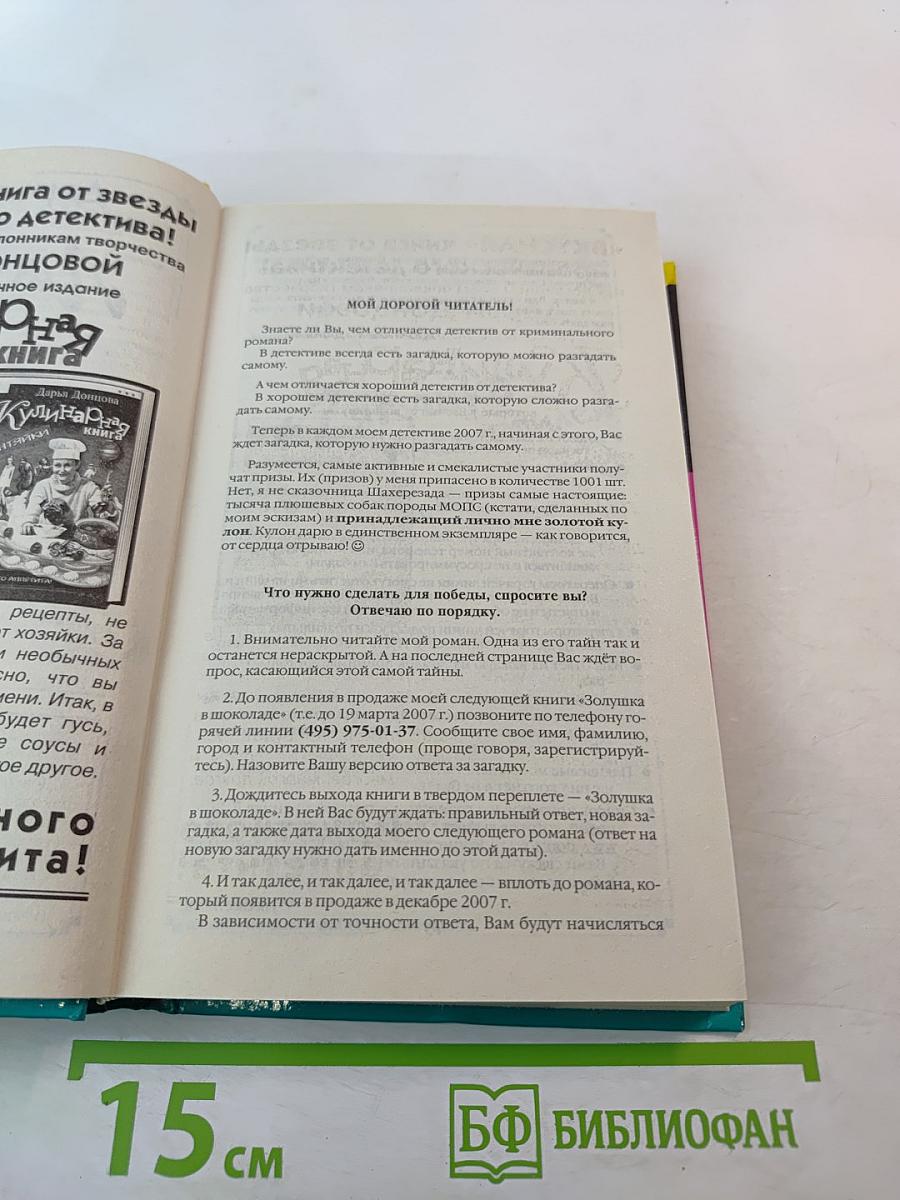 нига от звезды
о детектива!
лонникам творчества
онцовой
чное издание
книга
Дарья Донцова
Кулинарная
книга
рецепты, не
т хозяйки. За
и необычных
сно, что вы
мени. Итак, в
будет гусь,
е соусы и
гое другое.
ного
ита!
МОЙ ДОРОГОЙ ЧИТАТЕЛЬ!
Знаете ли Вы, чем отличается детектив от криминального
романа?
В детективе всегда есть загадка, которую можно разгадать
самому.
А чем отличается хороший детектив от детектива?
В хорошем детективе есть загадка, которую сложно разга-
дать самому.
Теперь в каждом моем детективе 2007 г., начиная с этого, Вас
ждет загадка, которую нужно разгадать самому.
Разумеется, самые активные и смекалистые участники полу-
чат призы. Их (призов) у меня припасено в количестве 1001 шт.
Нет, я не сказочница Шахерезада — призы самые настоящие:
тысяча плюшевых собак породы МОПС (кстати, сделанных по
моим эскизам) и принадлежащий лично мне золотой ку-
лон. Кулон дарю в единственном экземпляре — как говорится,
от сердца отрываю! ☺
Что нужно сделать для победы, спросите вы?
Отвечаю по порядку.
1. Внимательно читайте мой роман. Одна из его тайн так и
останется нераскрытой. А на последней странице Вас ждёт во-
прос, касающийся этой самой тайны.
2. До появления в продаже моей следующей книги «Золушка
в шоколаде» (т.е. до 19 марта 2007 г.) позвоните по телефону го-
рячей линии (495) 975-01-37. Сообщите свое имя, фамилию,
город и контактный телефон (проще говоря, зарегистрируй-
тесь). Назовите Вашу версию ответа за загадку.
3. Дождитесь выхода книги в твердом переплете — «Золушка
в шоколаде». В ней Вас будут ждать: правильный ответ, новая за-
гадка, а также дата выхода моего следующего романа (ответ на
новую загадку нужно дать именно до этой даты).
4. И так далее, и так далее, и так далее — вплоть до романа, ко-
торый появится в продаже в декабре 2007 г.
В зависимости от точности ответа, Вам будут начисляться
15 см
БФ БИБЛИОФАН